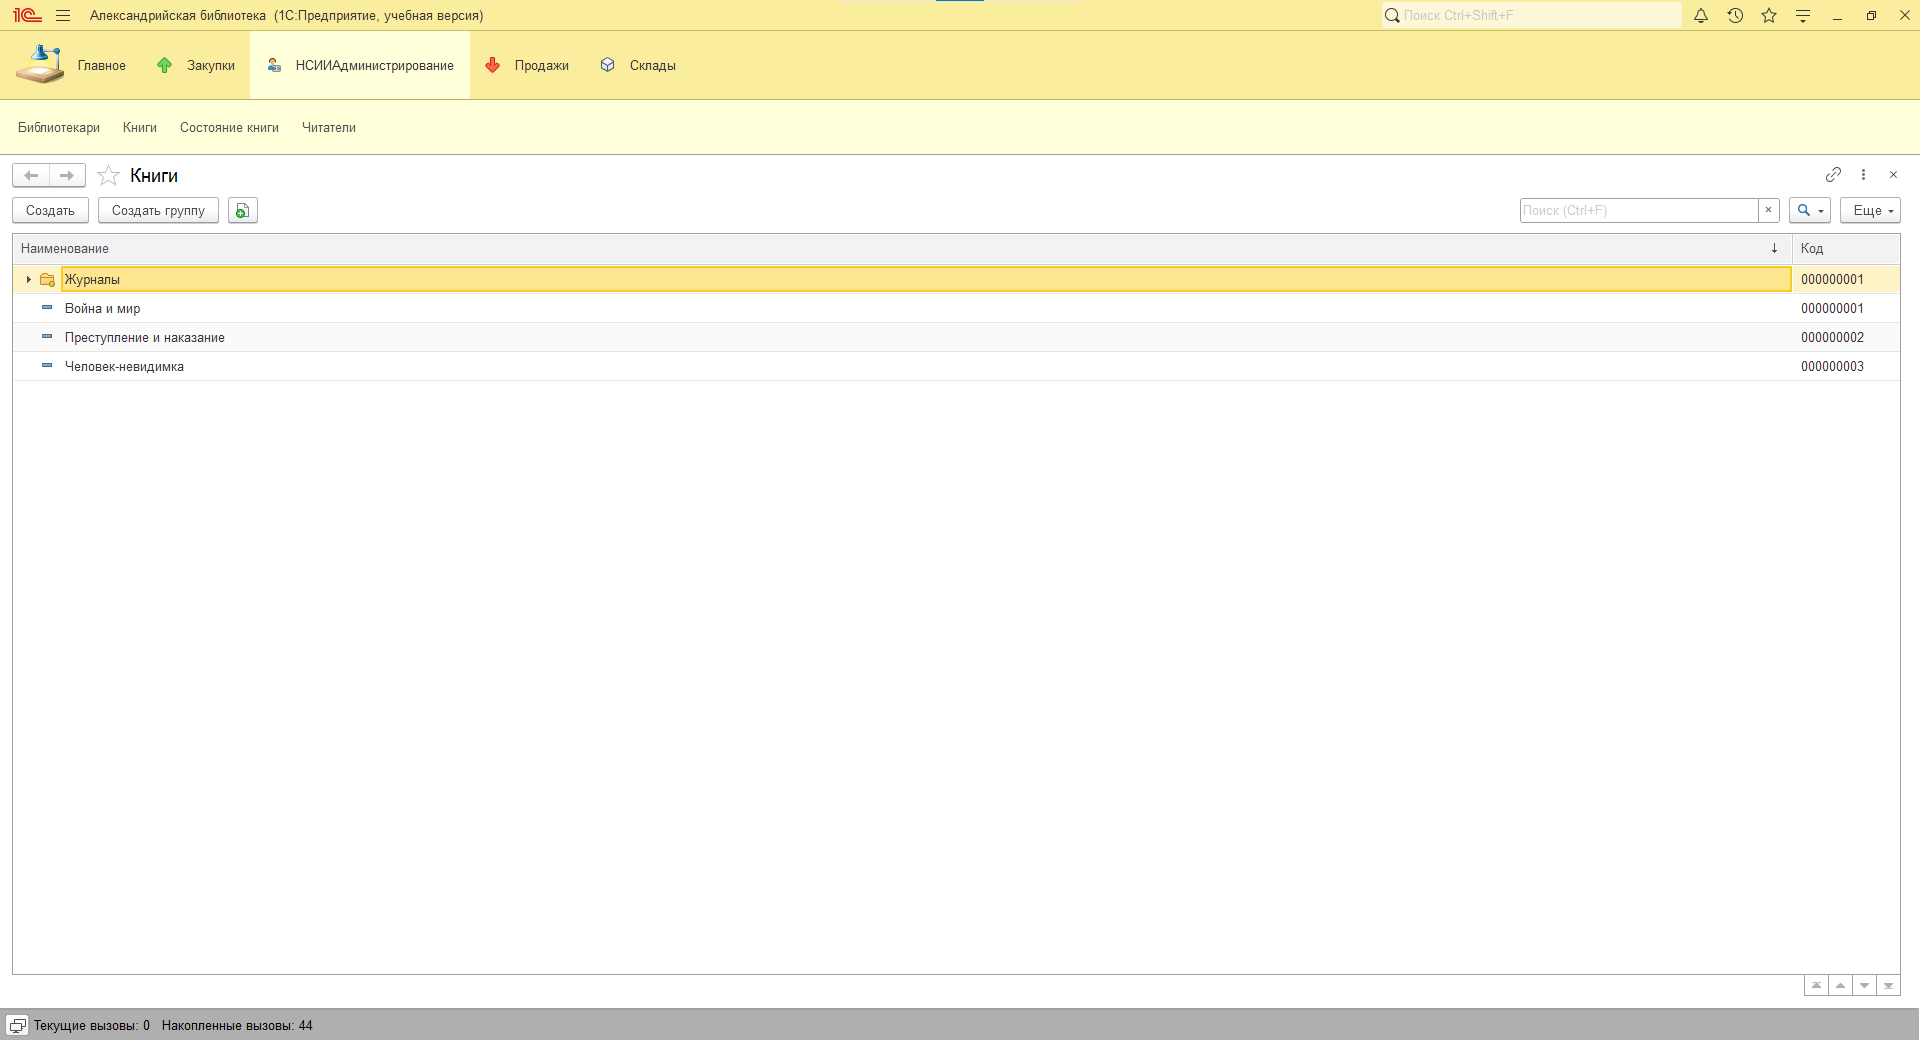 1С Александрийская библиотека (1С:Предприятие, учебная версия) Поиск Ctrl+Shift+F
Главное Закупки НСИИАдминистрирование Продажи Склады
Библиотекари Книги Состояние книги Читатели
Книги
Создать Создать группу Поиск (Ctrl+F) × Еще
Наименование ↓ Код
Журналы 000000001
Война и мир 000000001
Преступление и наказание 000000002
Человек-невидимка 000000003
Текущие вызовы: 0 Накопленные вызовы: 44